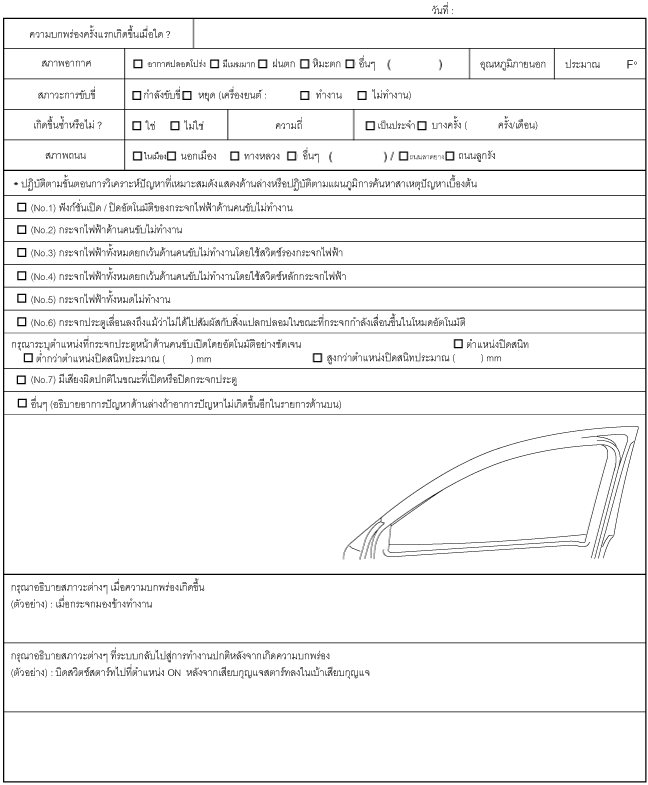 วันที่ :
ความบกพร่องครั้งแรกเกิดขึ้นเมื่อใด ?
สภาพอากาศ □ อากาศปลอดโปร่ง □ มีเมฆมาก □ ฝนตก □ หิมะตก □ อื่นๆ ( ) อุณหภูมิภายนอก ประมาณ F°
สภาวะการขับขี่ □ กำลังขับขี่ □ หยุด (เครื่องยนต์ : □ ทำงาน □ ไม่ทำงาน)
เกิดขึ้นซ้ำหรือไม่ ? □ ใช่ □ ไม่ใช่ ความถี่ □ เป็นประจำ □ บางครั้ง ( ครั้ง/เดือน)
สภาพถนน □ ในเมือง □ นอกเมือง □ ทางหลวง □ อื่นๆ ( ) / □ ถนนลาดยาง □ ถนนลูกรัง
• ปฏิบัติตามขั้นตอนการวิเคราะห์ปัญหาที่เหมาะสมดังแสดงด้านล่างหรือปฏิบัติตามแผนภูมิการค้นหาสาเหตุปัญหาเบื้องต้น
□ (No.1) ฟังก์ชั่นเปิด / ปิดอัตโนมัติของกระจกไฟฟ้าด้านคนขับไม่ทำงาน
□ (No.2) กระจกไฟฟ้าด้านคนขับไม่ทำงาน
□ (No.3) กระจกไฟฟ้าทั้งหมดยกเว้นด้านคนขับไม่ทำงานโดยใช้สวิตช์รองกระจกไฟฟ้า
□ (No.4) กระจกไฟฟ้าทั้งหมดยกเว้นด้านคนขับไม่ทำงานโดยใช้สวิตช์หลักกระจกไฟฟ้า
□ (No.5) กระจกไฟฟ้าทั้งหมดไม่ทำงาน
□ (No.6) กระจกประตูเลื่อนลงถึงแม้ว่าไม่ได้ไปสัมผัสกับสิ่งแปลกปลอมในขณะที่กระจกกำลังเลื่อนขึ้นในโหมดอัตโนมัติ
กรุณาระบุตำแหน่งที่กระจกประตูหน้าด้านคนขับเปิดโดยอัตโนมัติอย่างชัดเจน □ ตำแหน่งปิดสนิท
□ ต่ำกว่าตำแหน่งปิดสนิทประมาณ ( ) mm □ สูงกว่าตำแหน่งปิดสนิทประมาณ ( ) mm
□ (No.7) มีเสียงผิดปกติในขณะที่เปิดหรือปิดกระจกประตู
□ อื่นๆ (อธิบายอาการปัญหาด้านล่างถ้าอาการปัญหาไม่เกิดขึ้นอีกในรายการด้านบน)
กรุณาอธิบายสภาวะต่างๆ เมื่อความบกพร่องเกิดขึ้น
(ตัวอย่าง) : เมื่อกระจกมองข้างทำงาน
กรุณาอธิบายสภาวะต่างๆ ที่ระบบกลับไปสู่การทำงานปกติหลังจากเกิดความบกพร่อง
(ตัวอย่าง) : บิดสวิตช์สตาร์ทไปที่ตำแหน่ง ON หลังจากเสียบกุญแจสตาร์ทลงในเบ้าเสียบกุญแจ